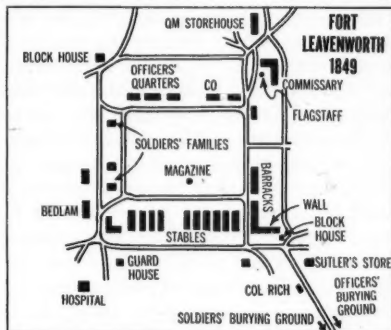 QM STOREHOUSE
FORT
LEAVENWORTH
1849
BLOCK HOUSE
OFFICERS'
QUARTERS
CO
COMMISSARY
FLAGSTAFF
SOLDIERS' FAMILIES
MAGAZINE
BARRACKS
WALL
BLOCK
HOUSE
BEDLAM
STABLES
GUARD
HOUSE
SUTLER'S STORE
HOSPITAL
COL RICH
OFFICERS'
BURYING
GROUND
SOLDIERS' BURYING GROUND